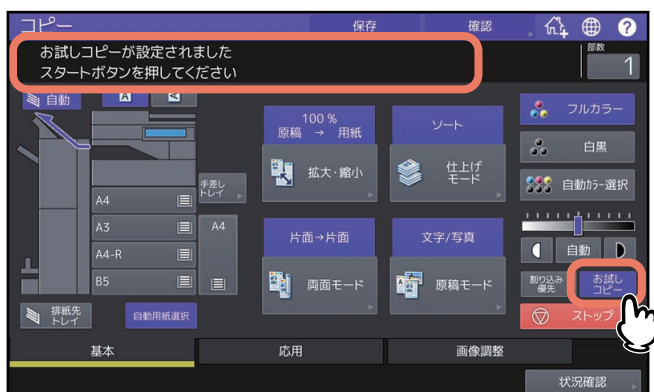 コピー
保存
確認
?
お試しコピーが設定されました
スタートボタンを押してください
部数
1
自動
A
A
100 %
原稿 → 用紙
ソート
フルカラー
拡大・縮小
仕上げ
モード
白黒
手差し
トレイ
自動カラー選択
A4
A3
A4
片面→片面
文字/写真
A4-R
自動
B5
両面モード
原稿モード
割り込み
優先
お試し
コピー
排紙先
トレイ
自動用紙選択
ストップ
基本
応用
画像調整
状況確認